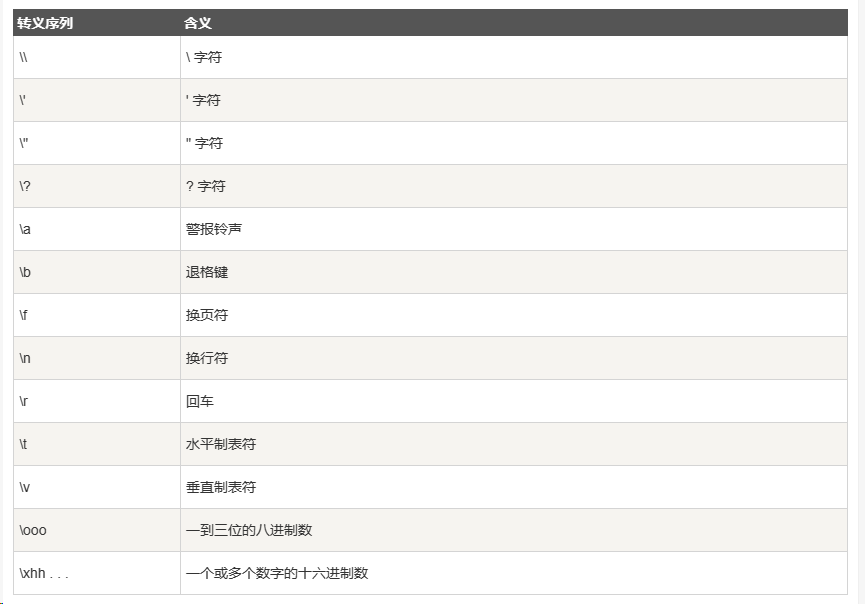 转义序列 含义
\\ \ 字符
\' ' 字符
\" " 字符
\? ? 字符
\a 警报铃声
\b 退格键
\f 换页符
\n 换行符
\r 回车
\t 水平制表符
\v 垂直制表符
\ooo 一到三位的八进制数
\xhh . . . 一个或多个数字的十六进制数